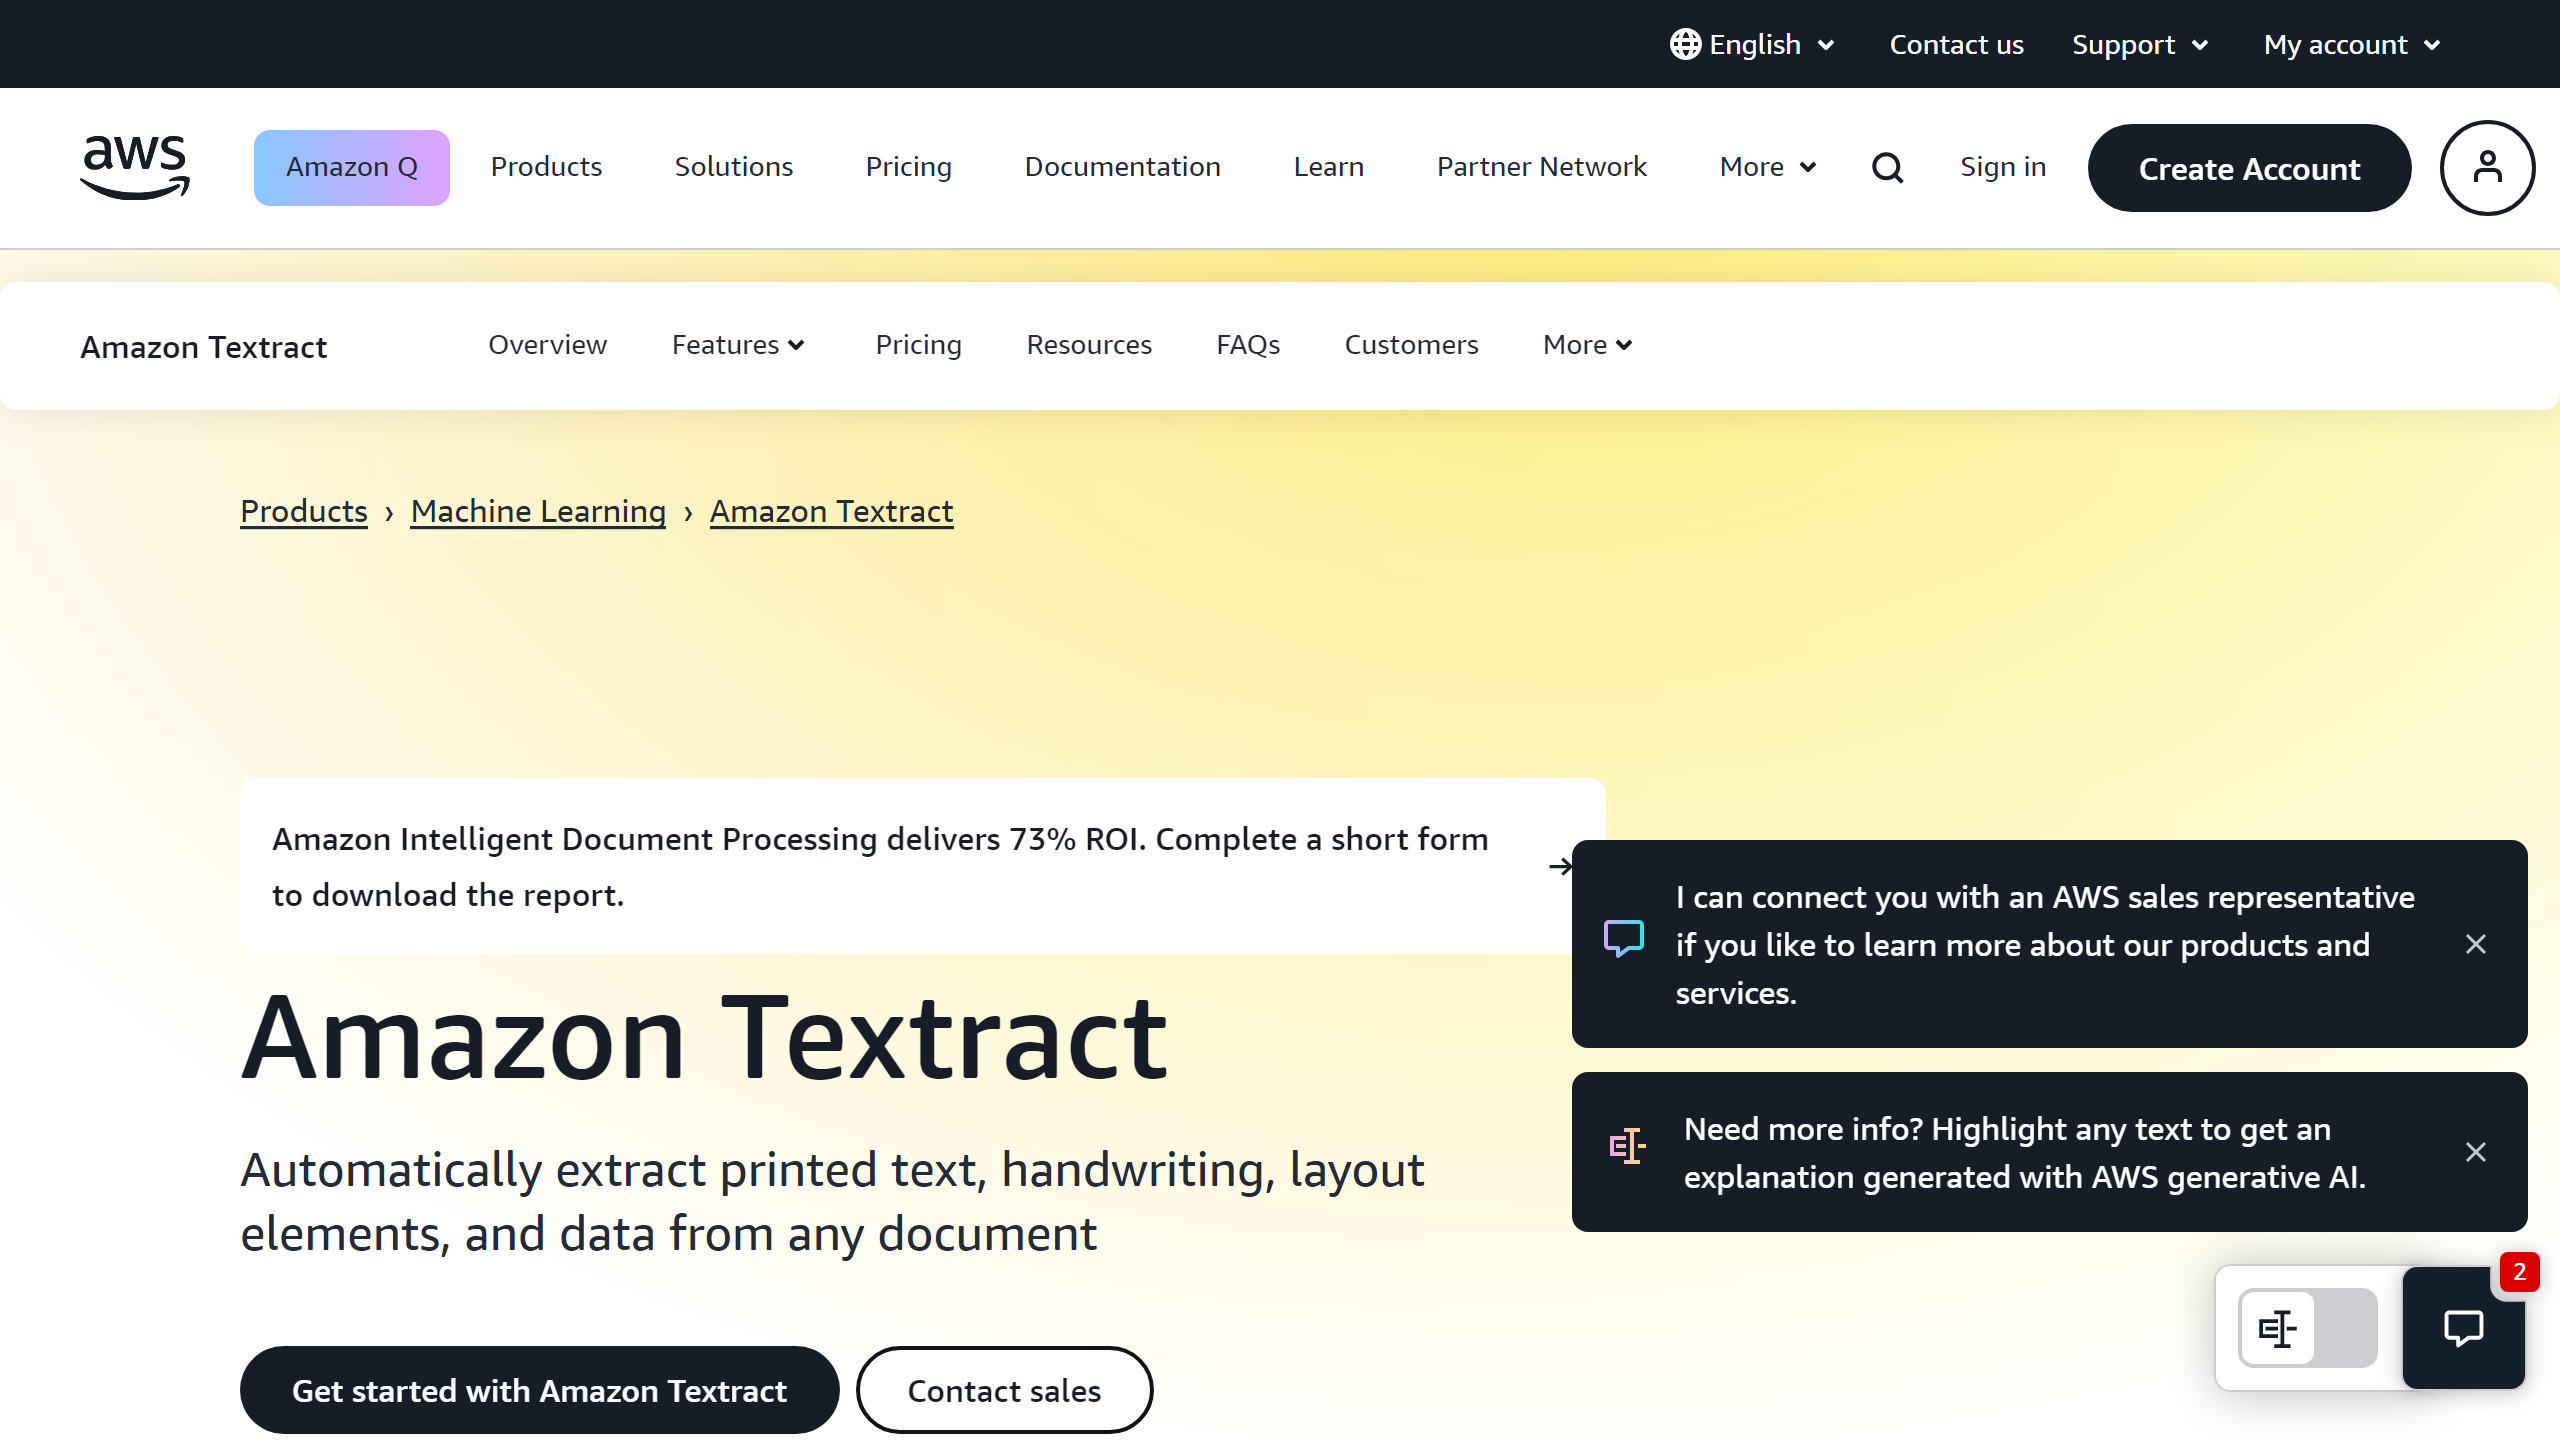 English
Contact us
Support
My account
aws
Amazon Q
Products
Solutions
Pricing
Documentation
Learn
Partner Network
More
Sign in
Create Account
Amazon Textract
Overview
Features
Pricing
Resources
FAQs
Customers
More
Products › Machine Learning › Amazon Textract
Amazon Intelligent Document Processing delivers 73% ROI. Complete a short form
to download the report.
Amazon Textract
Automatically extract printed text, handwriting, layout
elements, and data from any document
Get started with Amazon Textract
Contact sales
I can connect you with an AWS sales representative
if you like to learn more about our products and
services.
Need more info? Highlight any text to get an
explanation generated with AWS generative AI.
2